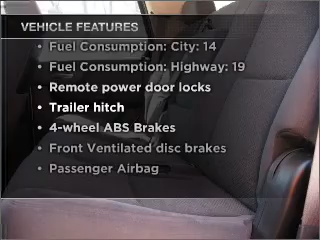 VEHICLE FEATURES
• Fuel Consumption: City: 14
• Fuel Consumption: Highway: 19
• Remote power door locks
• Trailer hitch
• 4-wheel ABS Brakes
• Front Ventilated disc brakes
• Passenger Airbag